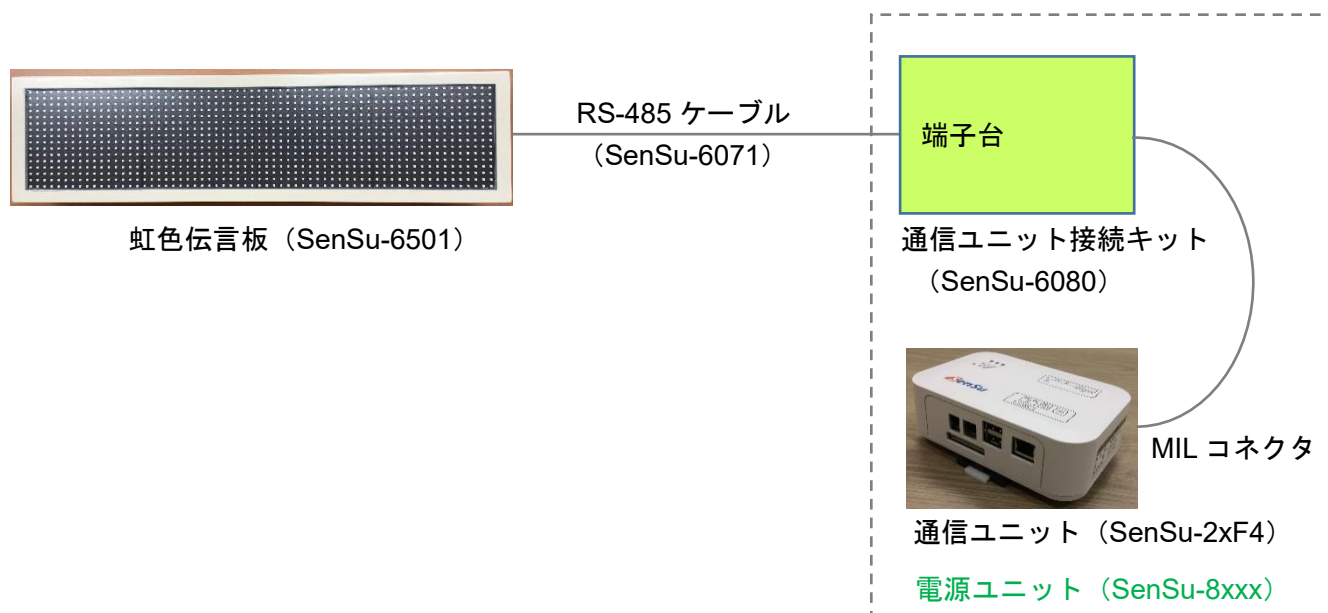 RS-485 ケーブル
（SenSu-6071）
端子台
虹色伝言板（SenSu-6501）
通信ユニット接続キット
（SenSu-6080）
SenSu
MIL コネクタ
通信ユニット（SenSu-2xF4）
電源ユニット（SenSu-8xxx）